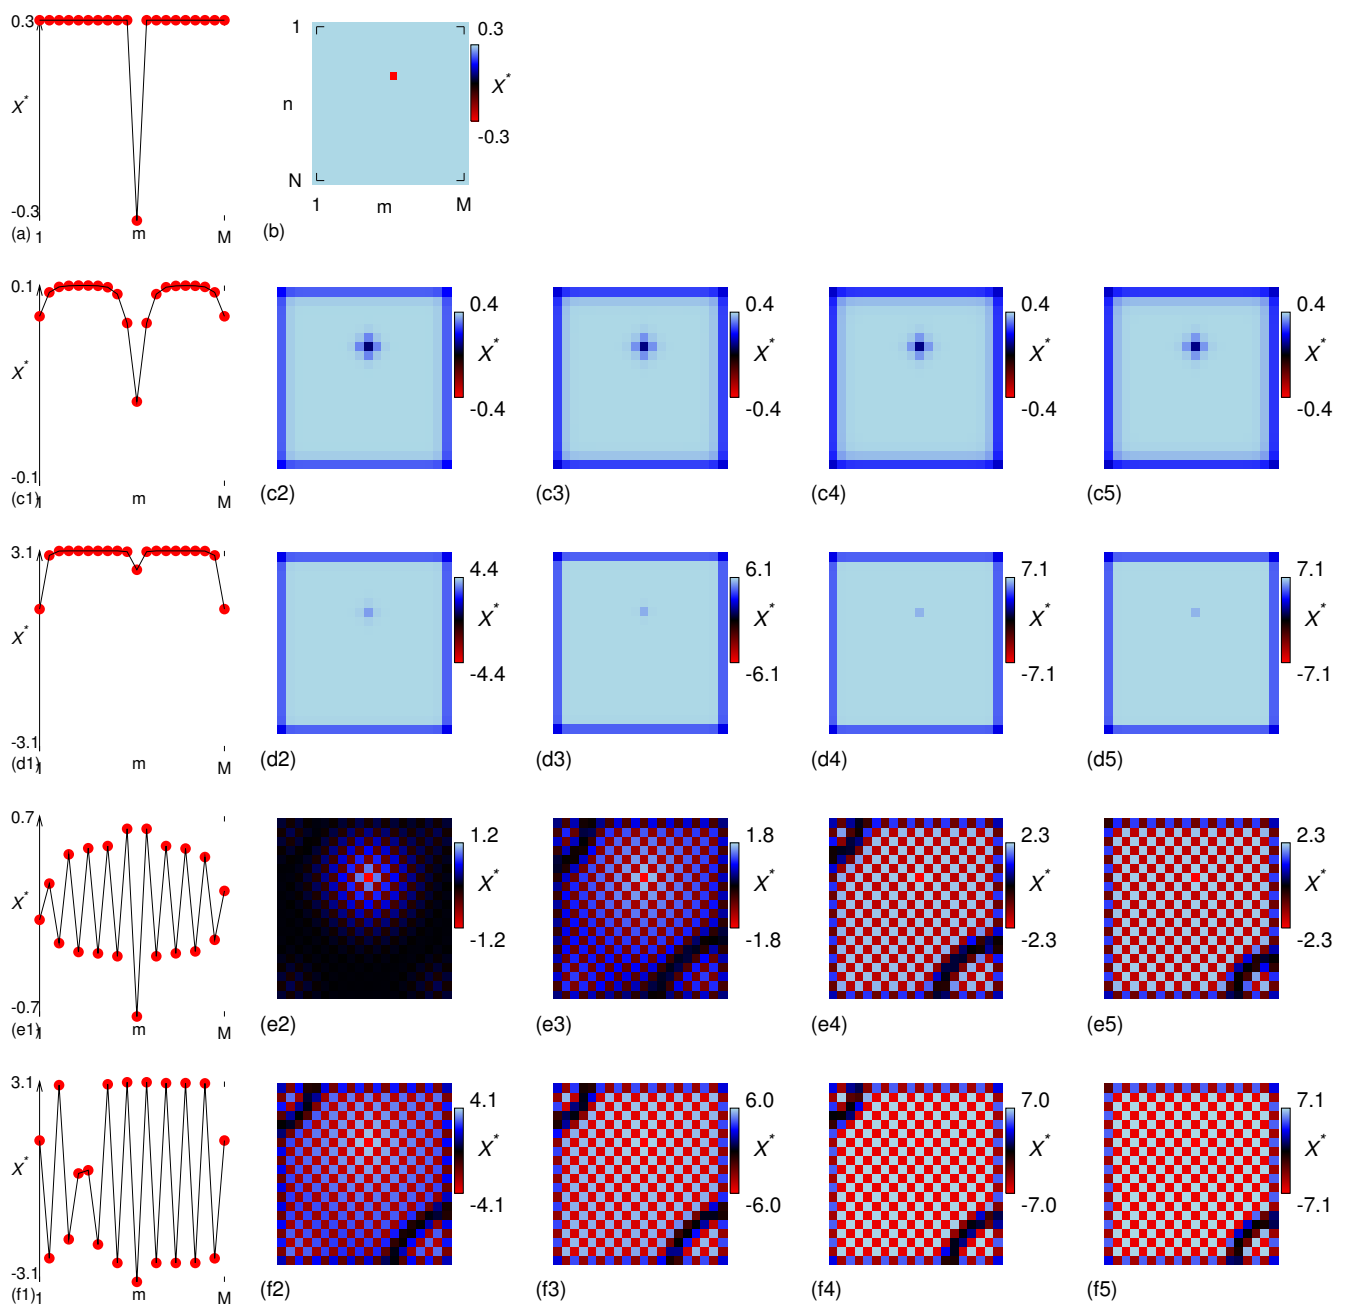 0.3
X*
-0.3
(a) 1 m M
1
n
N
1 m M
0.3
X*
-0.3
(b)
0.1
X*
-0.1
(c1) 1 m M
0.4
X*
-0.4
(c2)
0.4
X*
-0.4
(c3)
0.4
X*
-0.4
(c4)
0.4
X*
-0.4
(c5)
3.1
X*
-3.1
(d1) 1 m M
4.4
X*
-4.4
(d2)
6.1
X*
-6.1
(d3)
7.1
X*
-7.1
(d4)
7.1
X*
-7.1
(d5)
0.7
X*
-0.7
(e1) 1 m M
1.2
X*
-1.2
(e2)
1.8
X*
-1.8
(e3)
2.3
X*
-2.3
(e4)
2.3
X*
-2.3
(e5)
3.1
X*
-3.1
(f1) 1 m M
4.1
X*
-4.1
(f2)
6.0
X*
-6.0
(f3)
7.0
X*
-7.0
(f4)
7.1
X*
-7.1
(f5)